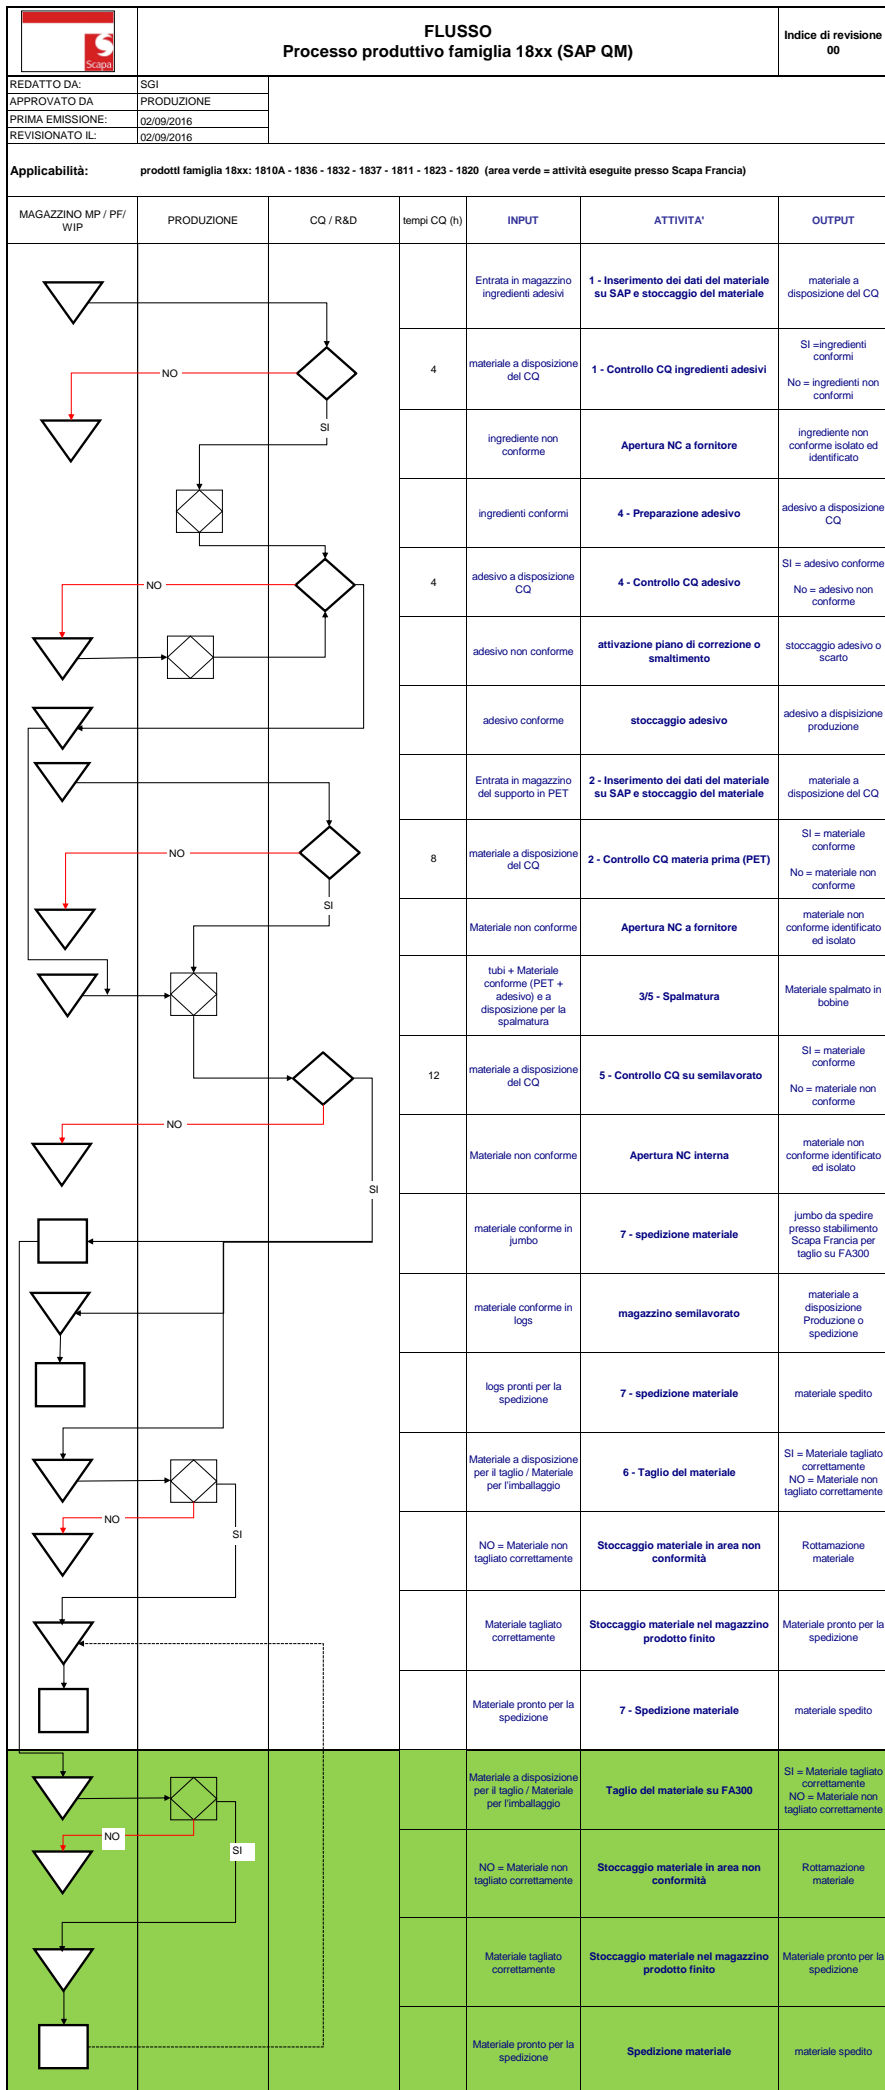 Scapa
FLUSSO
Processo produttivo famiglia 18xx (SAP QM)
Indice di revisione
00
REDATTO DA: SGI
APPROVATO DA PRODUZIONE
PRIMA EMISSIONE: 02/09/2016
REVISIONATO IL: 02/09/2016
Applicabilità: prodottI famiglia 18xx: 1810A - 1836 - 1832 - 1837 - 1811 - 1823 - 1820 (area verde = attività eseguite presso Scapa Francia)
MAGAZZINO MP / PF/
WIP
PRODUZIONE
CQ / R&D
tempi CQ (h)
INPUT
ATTIVITA'
OUTPUT
Entrata in magazzino
ingredienti adesivi
1 - Inserimento dei dati del materiale
su SAP e stoccaggio del materiale
materiale a
disposizione del CQ
NO
SI
4
materiale a disposizione
del CQ
1 - Controllo CQ ingredienti adesivi
SI =ingredienti
conformi
No = ingredienti non
conformi
ingrediente non
conforme
Apertura NC a fornitore
ingrediente non
conforme isolato ed
identificato
ingredienti conformi
4 - Preparazione adesivo
adesivo a disposizione
CQ
NO
4
adesivo a disposizione
CQ
4 - Controllo CQ adesivo
SI = adesivo conforme
No = adesivo non
conforme
adesivo non conforme
attivazione piano di correzione o
smaltimento
stoccaggio adesivo o
scarto
adesivo conforme
stoccaggio adesivo
adesivo a dispisizione
produzione
Entrata in magazzino
del supporto in PET
2 - Inserimento dei dati del materiale
su SAP e stoccaggio del materiale
materiale a
disposizione del CQ
NO
SI
8
materiale a disposizione
del CQ
2 - Controllo CQ materia prima (PET)
SI = materiale
conforme
No = materiale non
conforme
Materiale non conforme
Apertura NC a fornitore
materiale non
conforme identificato
ed isolato
tubi + Materiale
conforme (PET +
adesivo) e a
disposizione per la
spalmatura
3/5 - Spalmatura
Materiale spalmato in
bobine
12
materiale a disposizione
del CQ
5 - Controllo CQ su semilavorato
SI = materiale
conforme
No = materiale non
conforme
NO
SI
Materiale non conforme
Apertura NC interna
materiale non
conforme identificato
ed isolato
materiale conforme in
jumbo
7 - spedizione materiale
jumbo da spedire
presso stabilimento
Scapa Francia per
taglio su FA300
materiale conforme in
logs
magazzino semilavorato
materiale a
disposizione
Produzione o
spedizione
logs pronti per la
spedizione
7 - spedizione materiale
materiale spedito
Materiale a disposizione
per il taglio / Materiale
per l'imballaggio
6 - Taglio del materiale
SI = Materiale tagliato
correttamente
NO = Materiale non
tagliato correttamente
NO
SI
NO = Materiale non
tagliato correttamente
Stoccaggio materiale in area non
conformità
Rottamazione
materiale
Materiale tagliato
correttamente
Stoccaggio materiale nel magazzino
prodotto finito
Materiale pronto per la
spedizione
Materiale pronto per la
spedizione
7 - Spedizione materiale
materiale spedito
Materiale a disposizione
per il taglio / Materiale
per l'imballaggio
Taglio del materiale su FA300
SI = Materiale tagliato
correttamente
NO = Materiale non
tagliato correttamente
NO
SI
NO = Materiale non
tagliato correttamente
Stoccaggio materiale in area non
conformità
Rottamazione
materiale
Materiale tagliato
correttamente
Stoccaggio materiale nel magazzino
prodotto finito
Materiale pronto per la
spedizione
Materiale pronto per la
spedizione
Spedizione materiale
materiale spedito